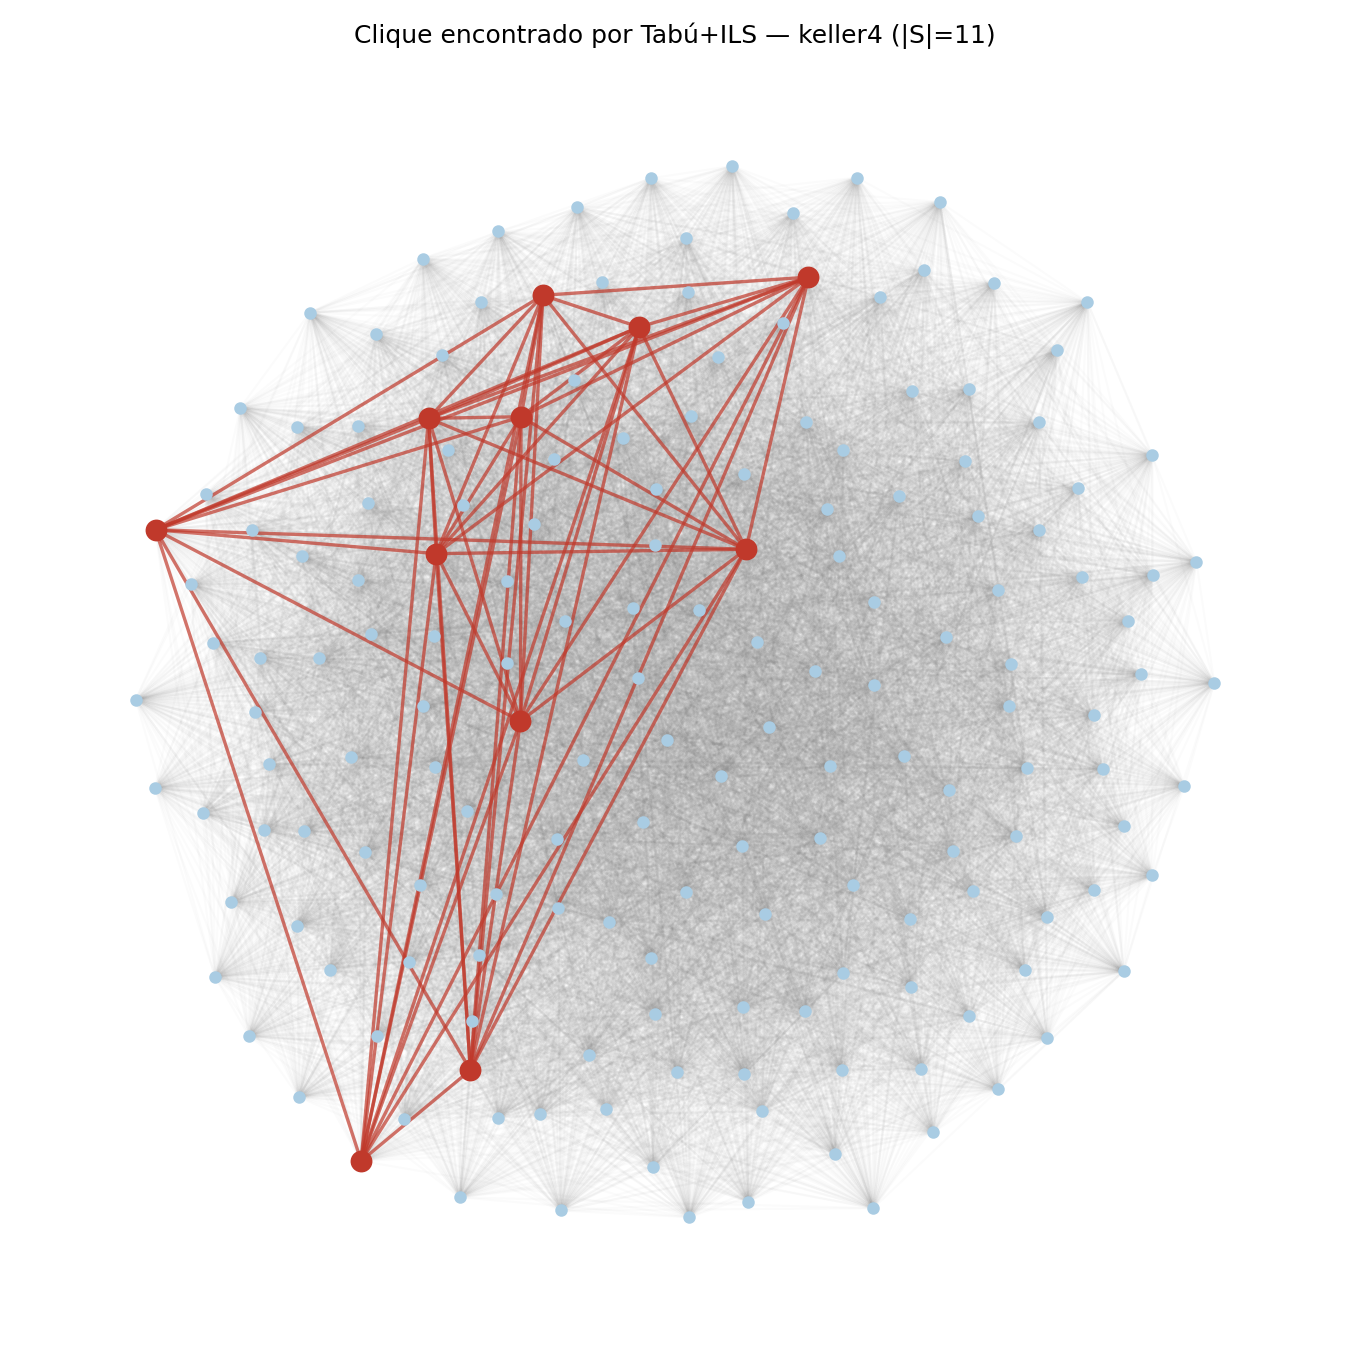 Clique encontrado por Tabú+ILS — keller4 (|S|=11)